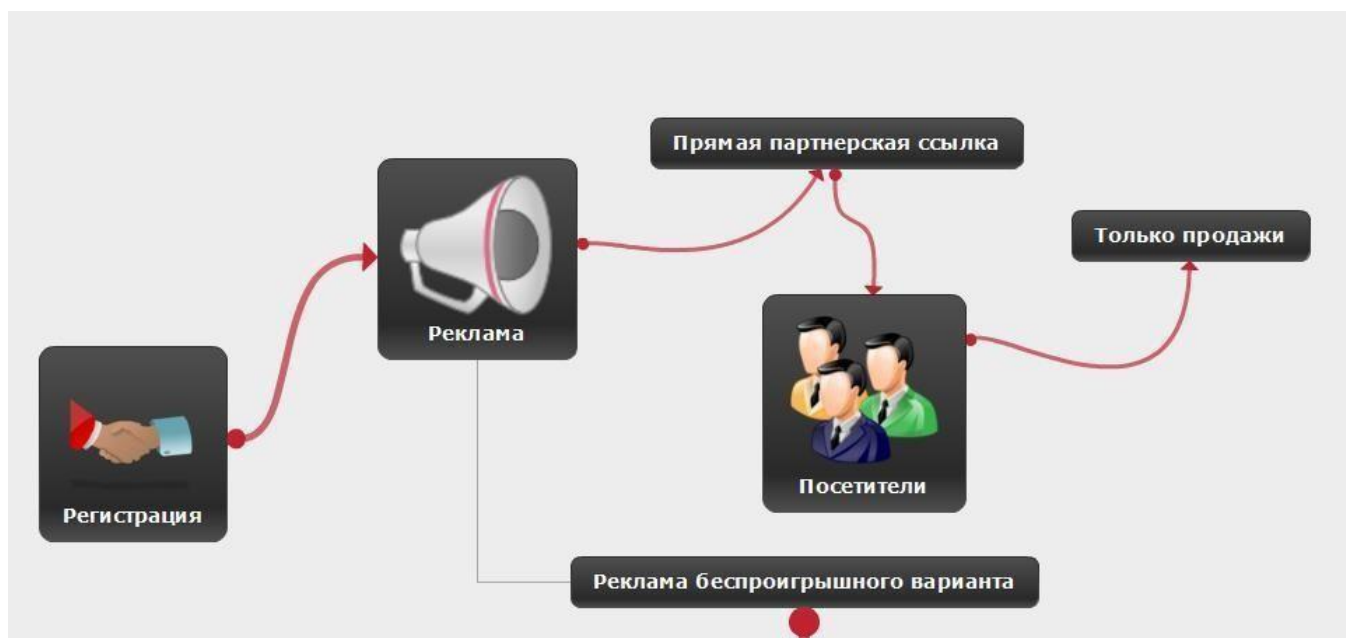 Прямая партнерская ссылка
Только продажи
Реклама
Посетители
Регистрация
Реклама беспроигрышного варианта